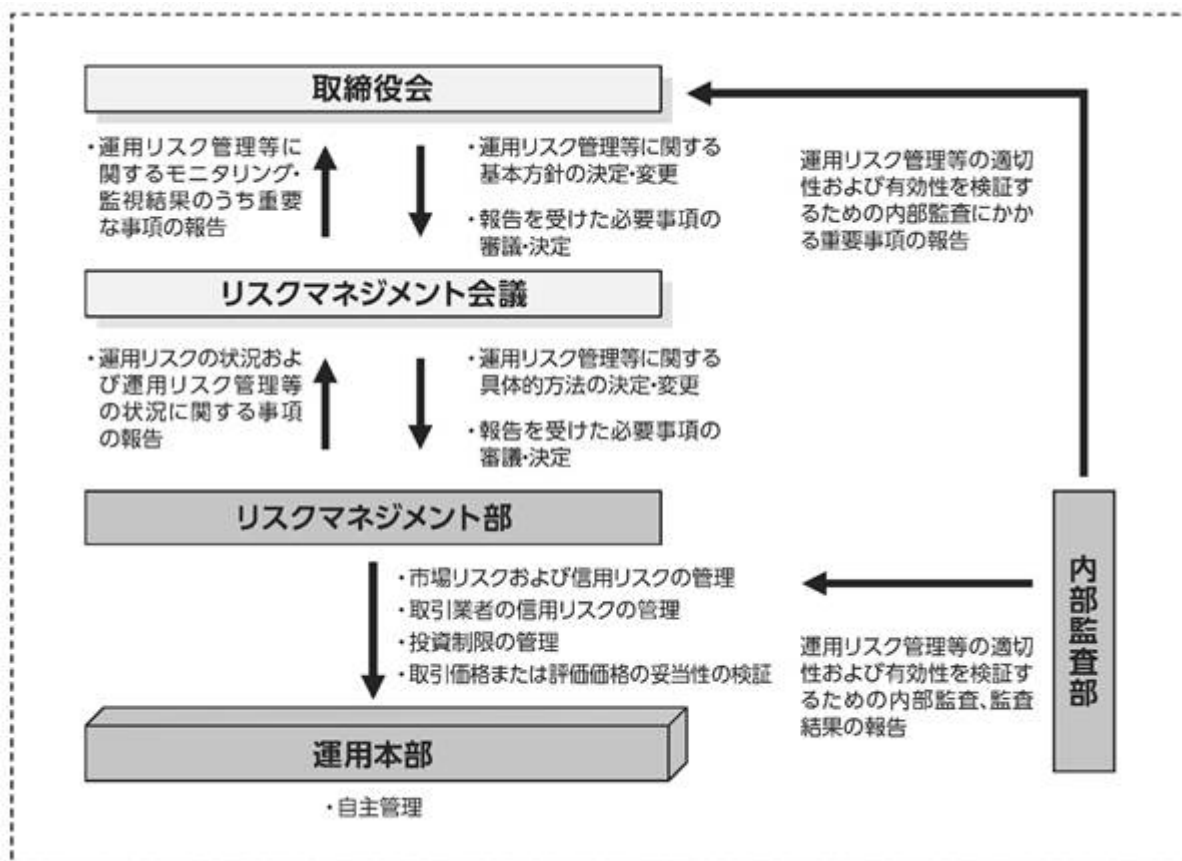 取締役会
・運用リスク管理等に
関するモニタリング・
監視結果のうち重要
な事項の報告
・運用リスク管理等に関する
基本方針の決定・変更
・報告を受けた必要事項の
審議・決定
運用リスク管理等の適切
性および有効性を検証す
るための内部監査にかか
る重要事項の報告
リスクマネジメント会議
・運用リスクの状況およ
び運用リスク管理等
の状況に関する事項
の報告
・運用リスク管理等に関する
具体的方法の決定・変更
・報告を受けた必要事項の
審議・決定
リスクマネジメント部
・市場リスクおよび信用リスクの管理
・取引業者の信用リスクの管理
・投資制限の管理
・取引価格または評価価格の妥当性の検証
内部監査部
運用リスク管理等の適切
性および有効性を検証す
るための内部監査、監査
結果の報告
運用本部
・自主管理